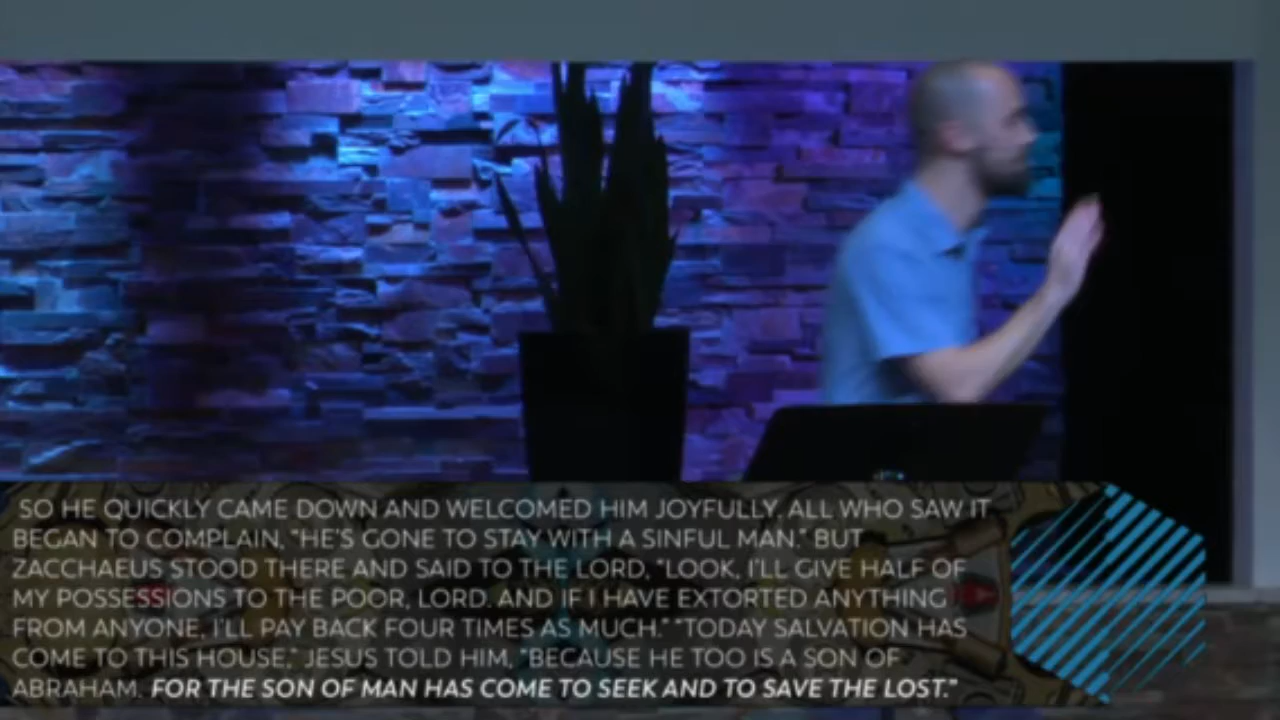 SO HE QUICKLY CAME DOWN AND WELCOMED HIM JOYFULLY. ALL WHO SAW IT
BEGAN TO COMPLAIN, "HE'S GONE TO STAY WITH A SINFUL MAN." BUT
ZACCHAEUS STOOD THERE AND SAID TO THE LORD, "LOOK, I'LL GIVE HALF OF
MY POSSESSIONS TO THE POOR, LORD. AND IF I HAVE EXTORTED ANYTHING
FROM ANYONE, I'LL PAY BACK FOUR TIMES AS MUCH." "TODAY SALVATION HAS
COME TO THIS HOUSE," JESUS TOLD HIM, "BECAUSE HE TOO IS A SON OF
ABRAHAM. FOR THE SON OF MAN HAS COME TO SEEK AND TO SAVE THE LOST."